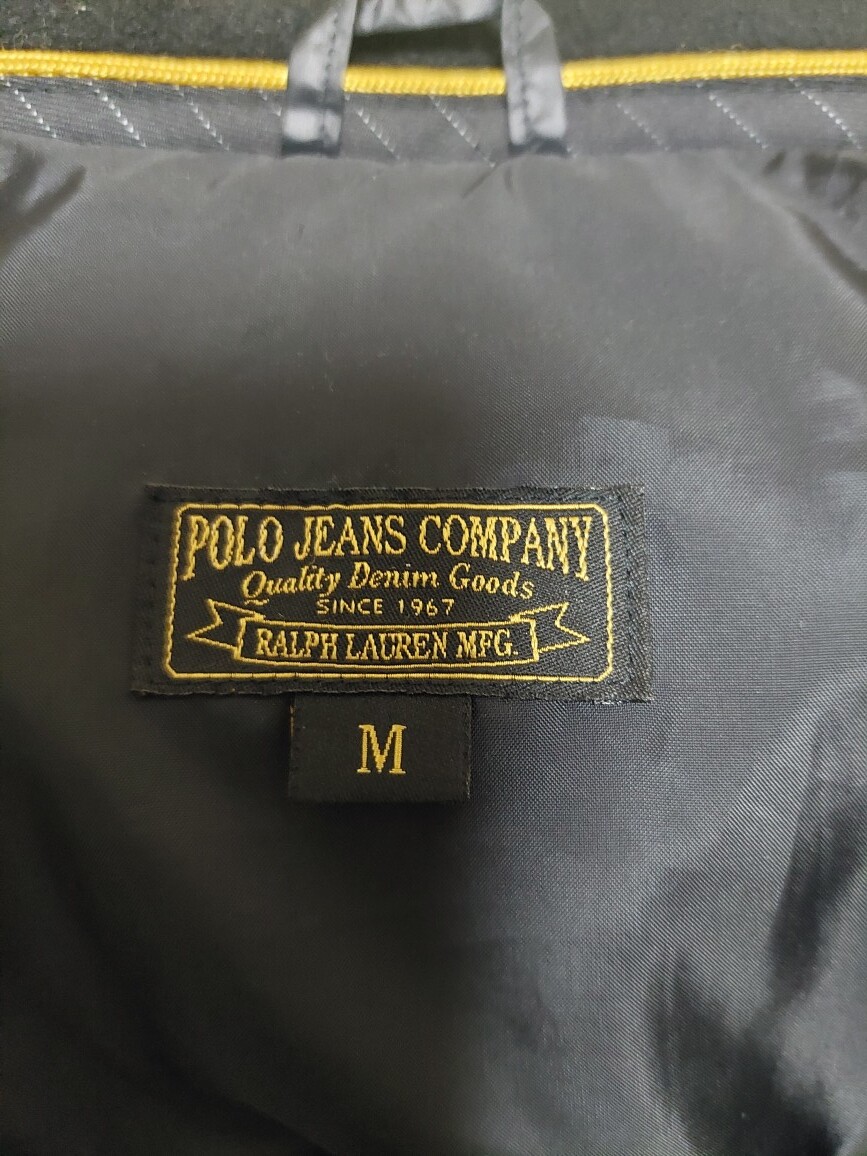 POLO JEANS COMPANY
Quality Denim Goods
SINCE 1967
RALPH LAUREN MFG.
M